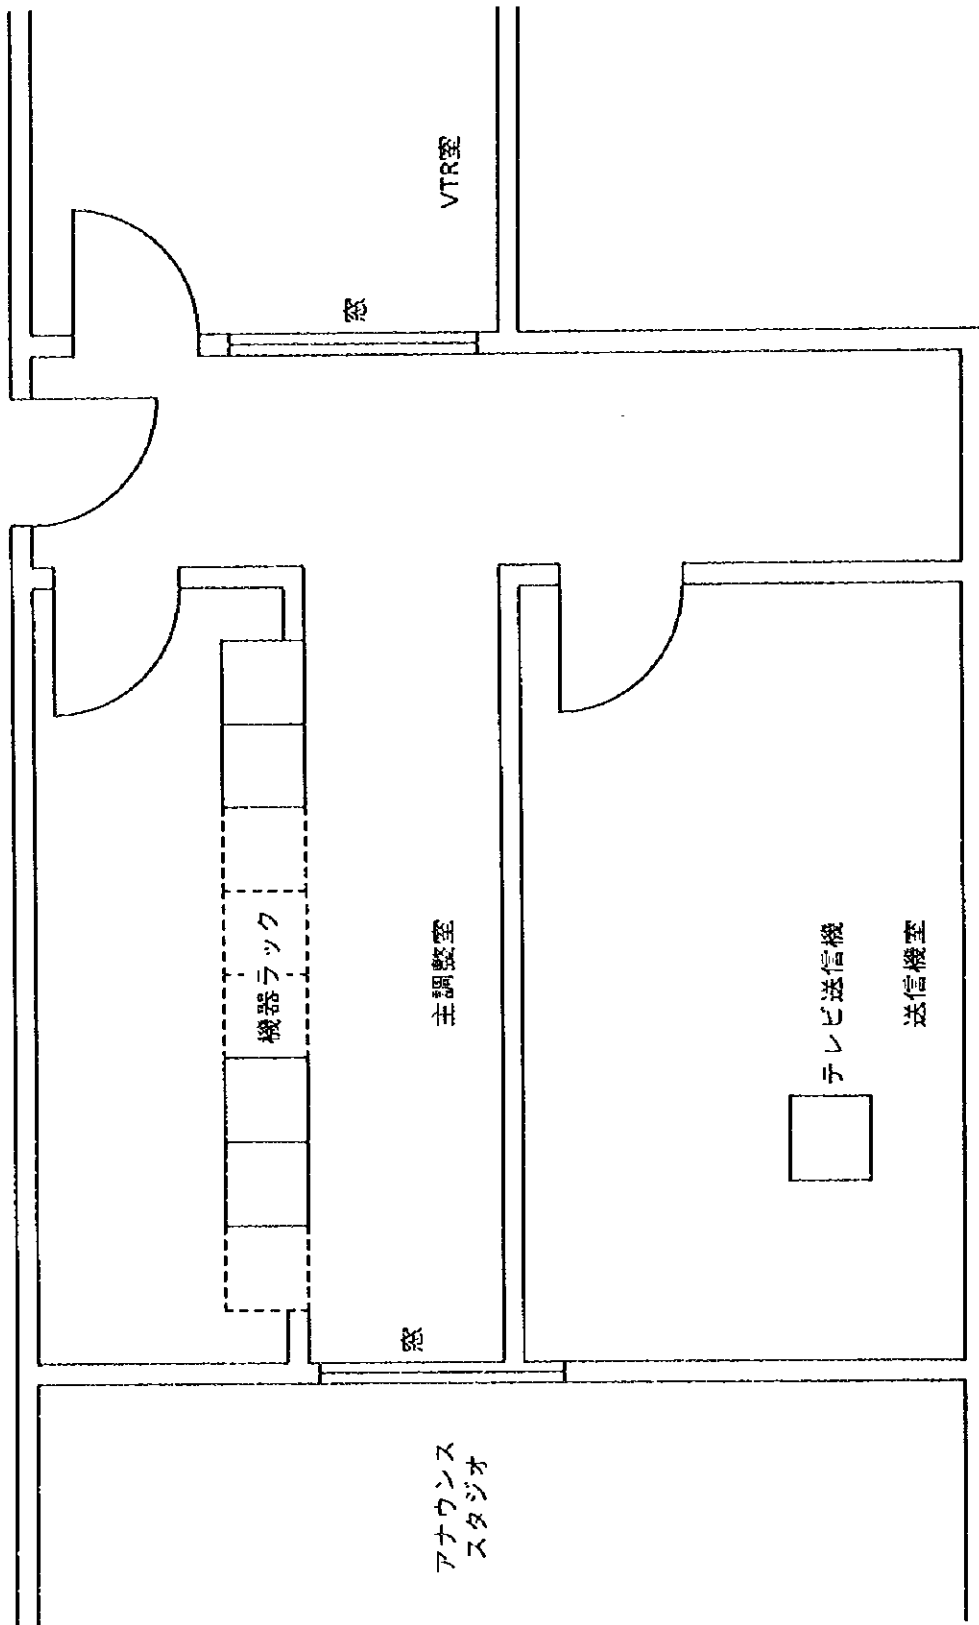 アナウンス
スタジオ
窓
機器ラック
主調整室
テレビ送信機
送信機室
窓
VTR室